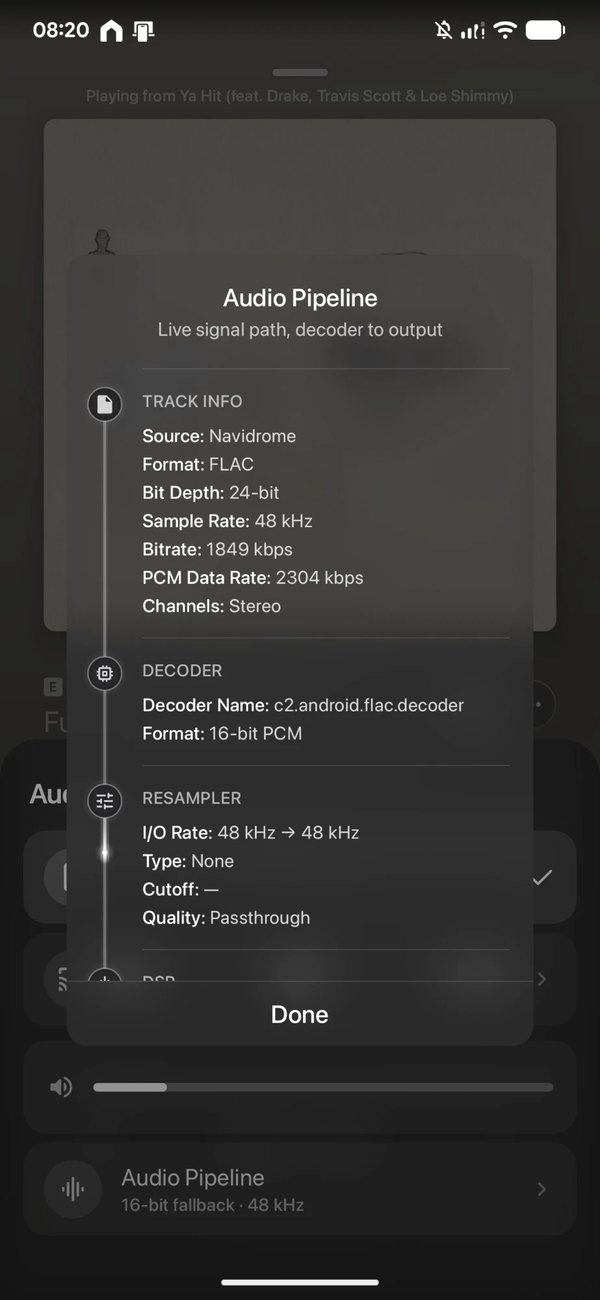 08:20
Playing from Ya Hit (feat. Drake, Travis Scott & Loe Shimmy)
Audio Pipeline
Live signal path, decoder to output
TRACK INFO
Source: Navidrome
Format: FLAC
Bit Depth: 24-bit
Sample Rate: 48 kHz
Bitrate: 1849 kbps
PCM Data Rate: 2304 kbps
Channels: Stereo
E
Fu
DECODER
Decoder Name: c2.android.flac.decoder
Format: 16-bit PCM
Au
RESAMPLER
I/O Rate: 48 kHz → 48 kHz
Type: None
Cutoff: —
Quality: Passthrough
DSP
Done
Audio Pipeline
16-bit fallback · 48 kHz